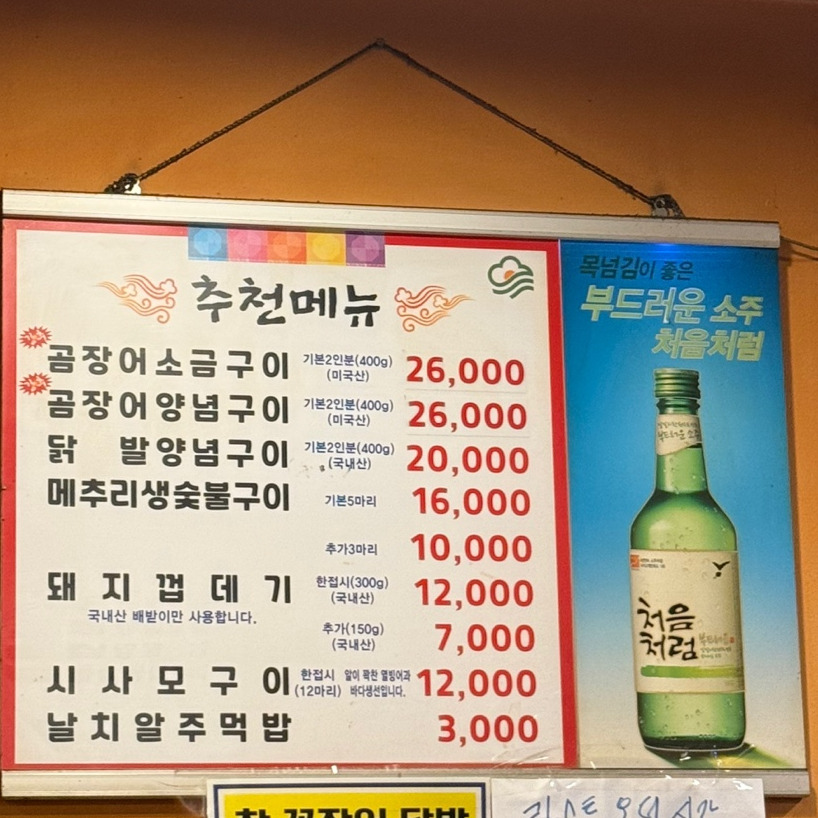 추천메뉴
곰장어소금구이 기본2인분(400g) (미국산) 26,000
곰장어양념구이 기본2인분(400g) (미국산) 26,000
닭 발양념구이 기본2인분(400g) (국내산) 20,000
메추리생숯불구이 기본5마리 16,000
추가3마리 10,000
돼지껍데기 한접시(300g) (국내산) 12,000
국내산 배받이만 사용합니다.
추가(150g) (국내산) 7,000
시사모구이 한접시 (12마리) 알이 꽉찬 열빙어과 바다생선입니다. 12,000
날치알주먹밥 3,000
목넘김이 좋은
부드러운 소주
처음처럼
부드러운 소주
처음
처럼